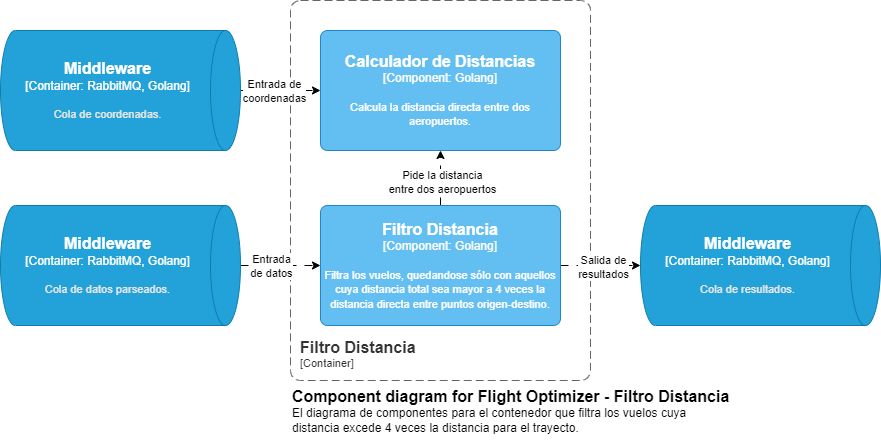 Middleware
[Container: RabbitMQ, Golang]
Cola de coordenadas.
Entrada de
coordenadas
Calculador de Distancias
[Component: Golang]
Calcula la distancia directa entre dos
aeropuertos.
Pide la distancia
entre dos aeropuertos
Middleware
[Container: RabbitMQ, Golang]
Cola de datos parseados.
Entrada
de datos
Filtro Distancia
[Component: Golang]
Filtra los vuelos, quedandose sólo con aquellos
cuya distancia total sea mayor a 4 veces la
distancia directa entre puntos origen-destino.
Salida de
resultados
Middleware
[Container: RabbitMQ, Golang]
Cola de resultados.
Filtro Distancia
[Container]
Component diagram for Flight Optimizer - Filtro Distancia
El diagrama de componentes para el contenedor que filtra los vuelos cuya
distancia excede 4 veces la distancia para el trayecto.